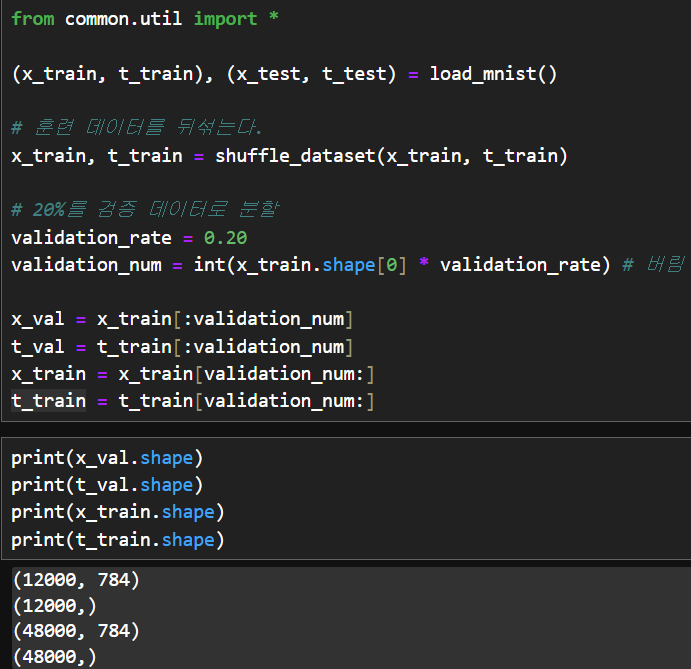 from common.util import *
(x_train, t_train), (x_test, t_test) = load_mnist()
# 훈련 데이터를 뒤섞는다.
x_train, t_train = shuffle_dataset(x_train, t_train)
# 20%를 검증 데이터로 분할
validation_rate = 0.20
validation_num = int(x_train.shape[0] * validation_rate) # 버림
x_val = x_train[:validation_num]
t_val = t_train[:validation_num]
x_train = x_train[validation_num:]
t_train = t_train[validation_num:]
print(x_val.shape)
print(t_val.shape)
print(x_train.shape)
print(t_train.shape)
(12000, 784)
(12000,)
(48000, 784)
(48000,)